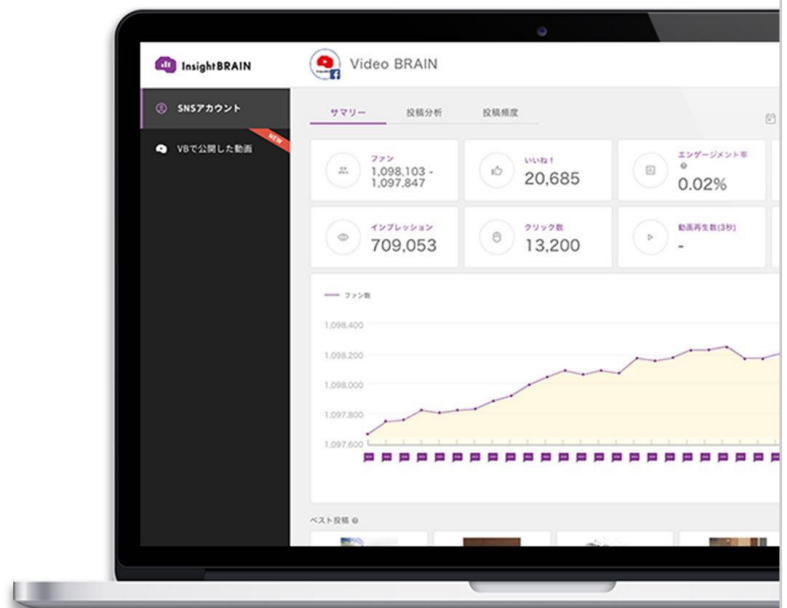 InsightBRAIN
Video BRAIN
SNSアカウント
NEW
VBで公開した動画
サマリー
投稿分析
投稿頻度
ファン
1,098,103 -
1,097,847
いいね！
20,685
エンゲージメント率
0.02%
インプレッション
709,053
クリック数
13,200
動画再生数(3秒)
-
ファン数
1,098,400
1,098,200
1,098,000
1,097,800
1,097,600
ベスト投稿